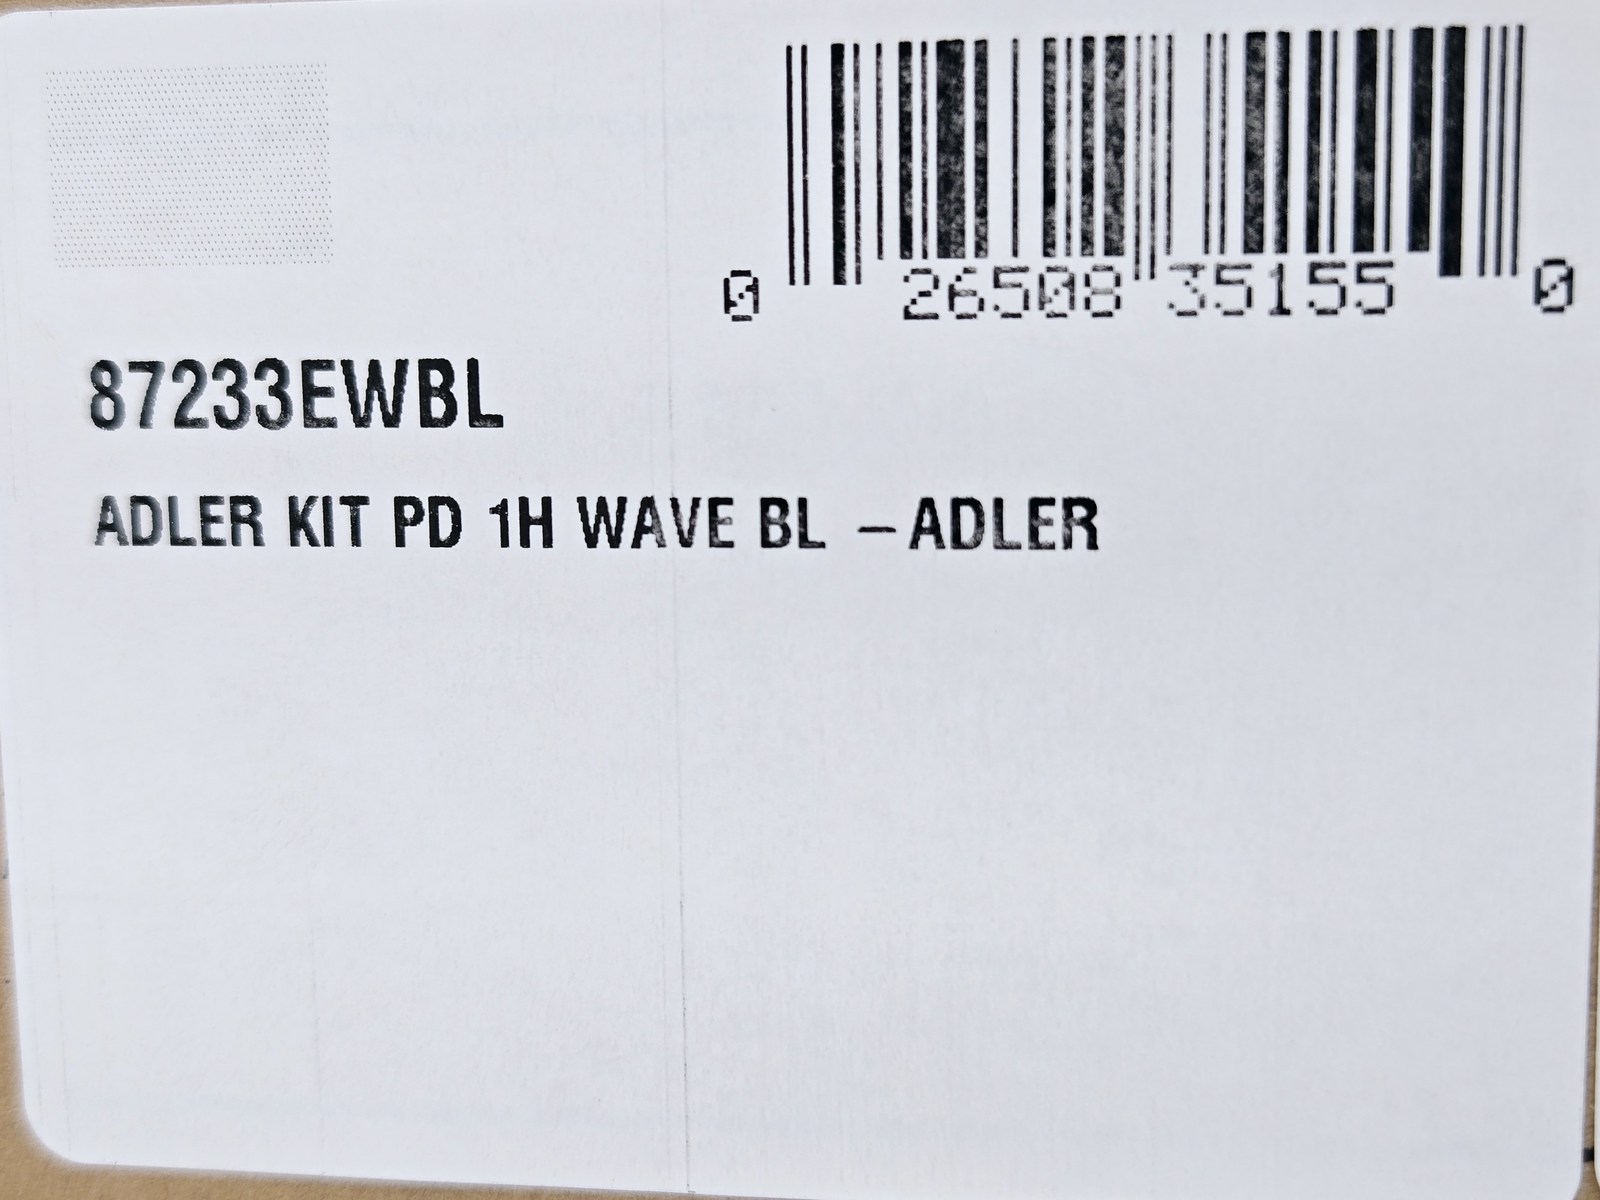 0 26508 35155 0
87233EWBL
ADLER KIT PD 1H WAVE BL – ADLER